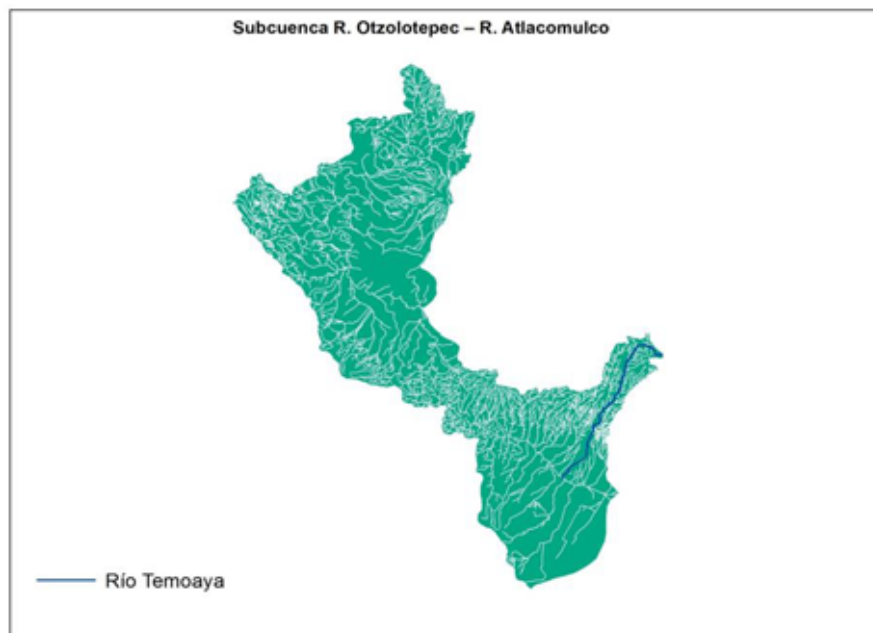 Subcuenca R. Otzolotepec – R. Atlacomulco
Río Temoaya